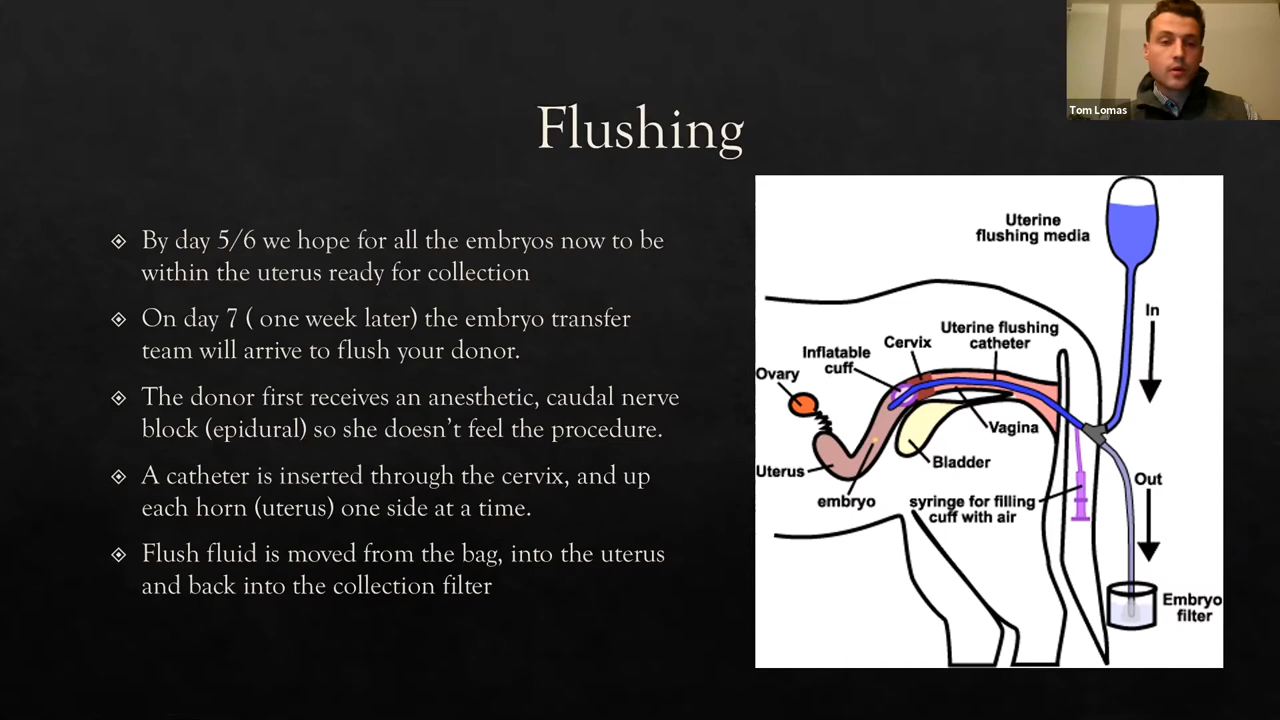 Tom Lomas
Flushing
By day 5/6 we hope for all the embryos now to be
within the uterus ready for collection
On day 7 ( one week later) the embryo transfer
team will arrive to flush your donor.
The donor first receives an anesthetic, caudal nerve
block (epidural) so she doesn't feel the procedure.
A catheter is inserted through the cervix, and up
each horn (uterus) one side at a time.
Flush fluid is moved from the bag, into the uterus
and back into the collection filter
Uterine
flushing media
In
Uterine flushing
catheter
Cervix
Inflatable
cuff
Ovary
Vagina
Bladder
Uterus
embryo
syringe for filling
cuff with air
Out
Embryo
filter